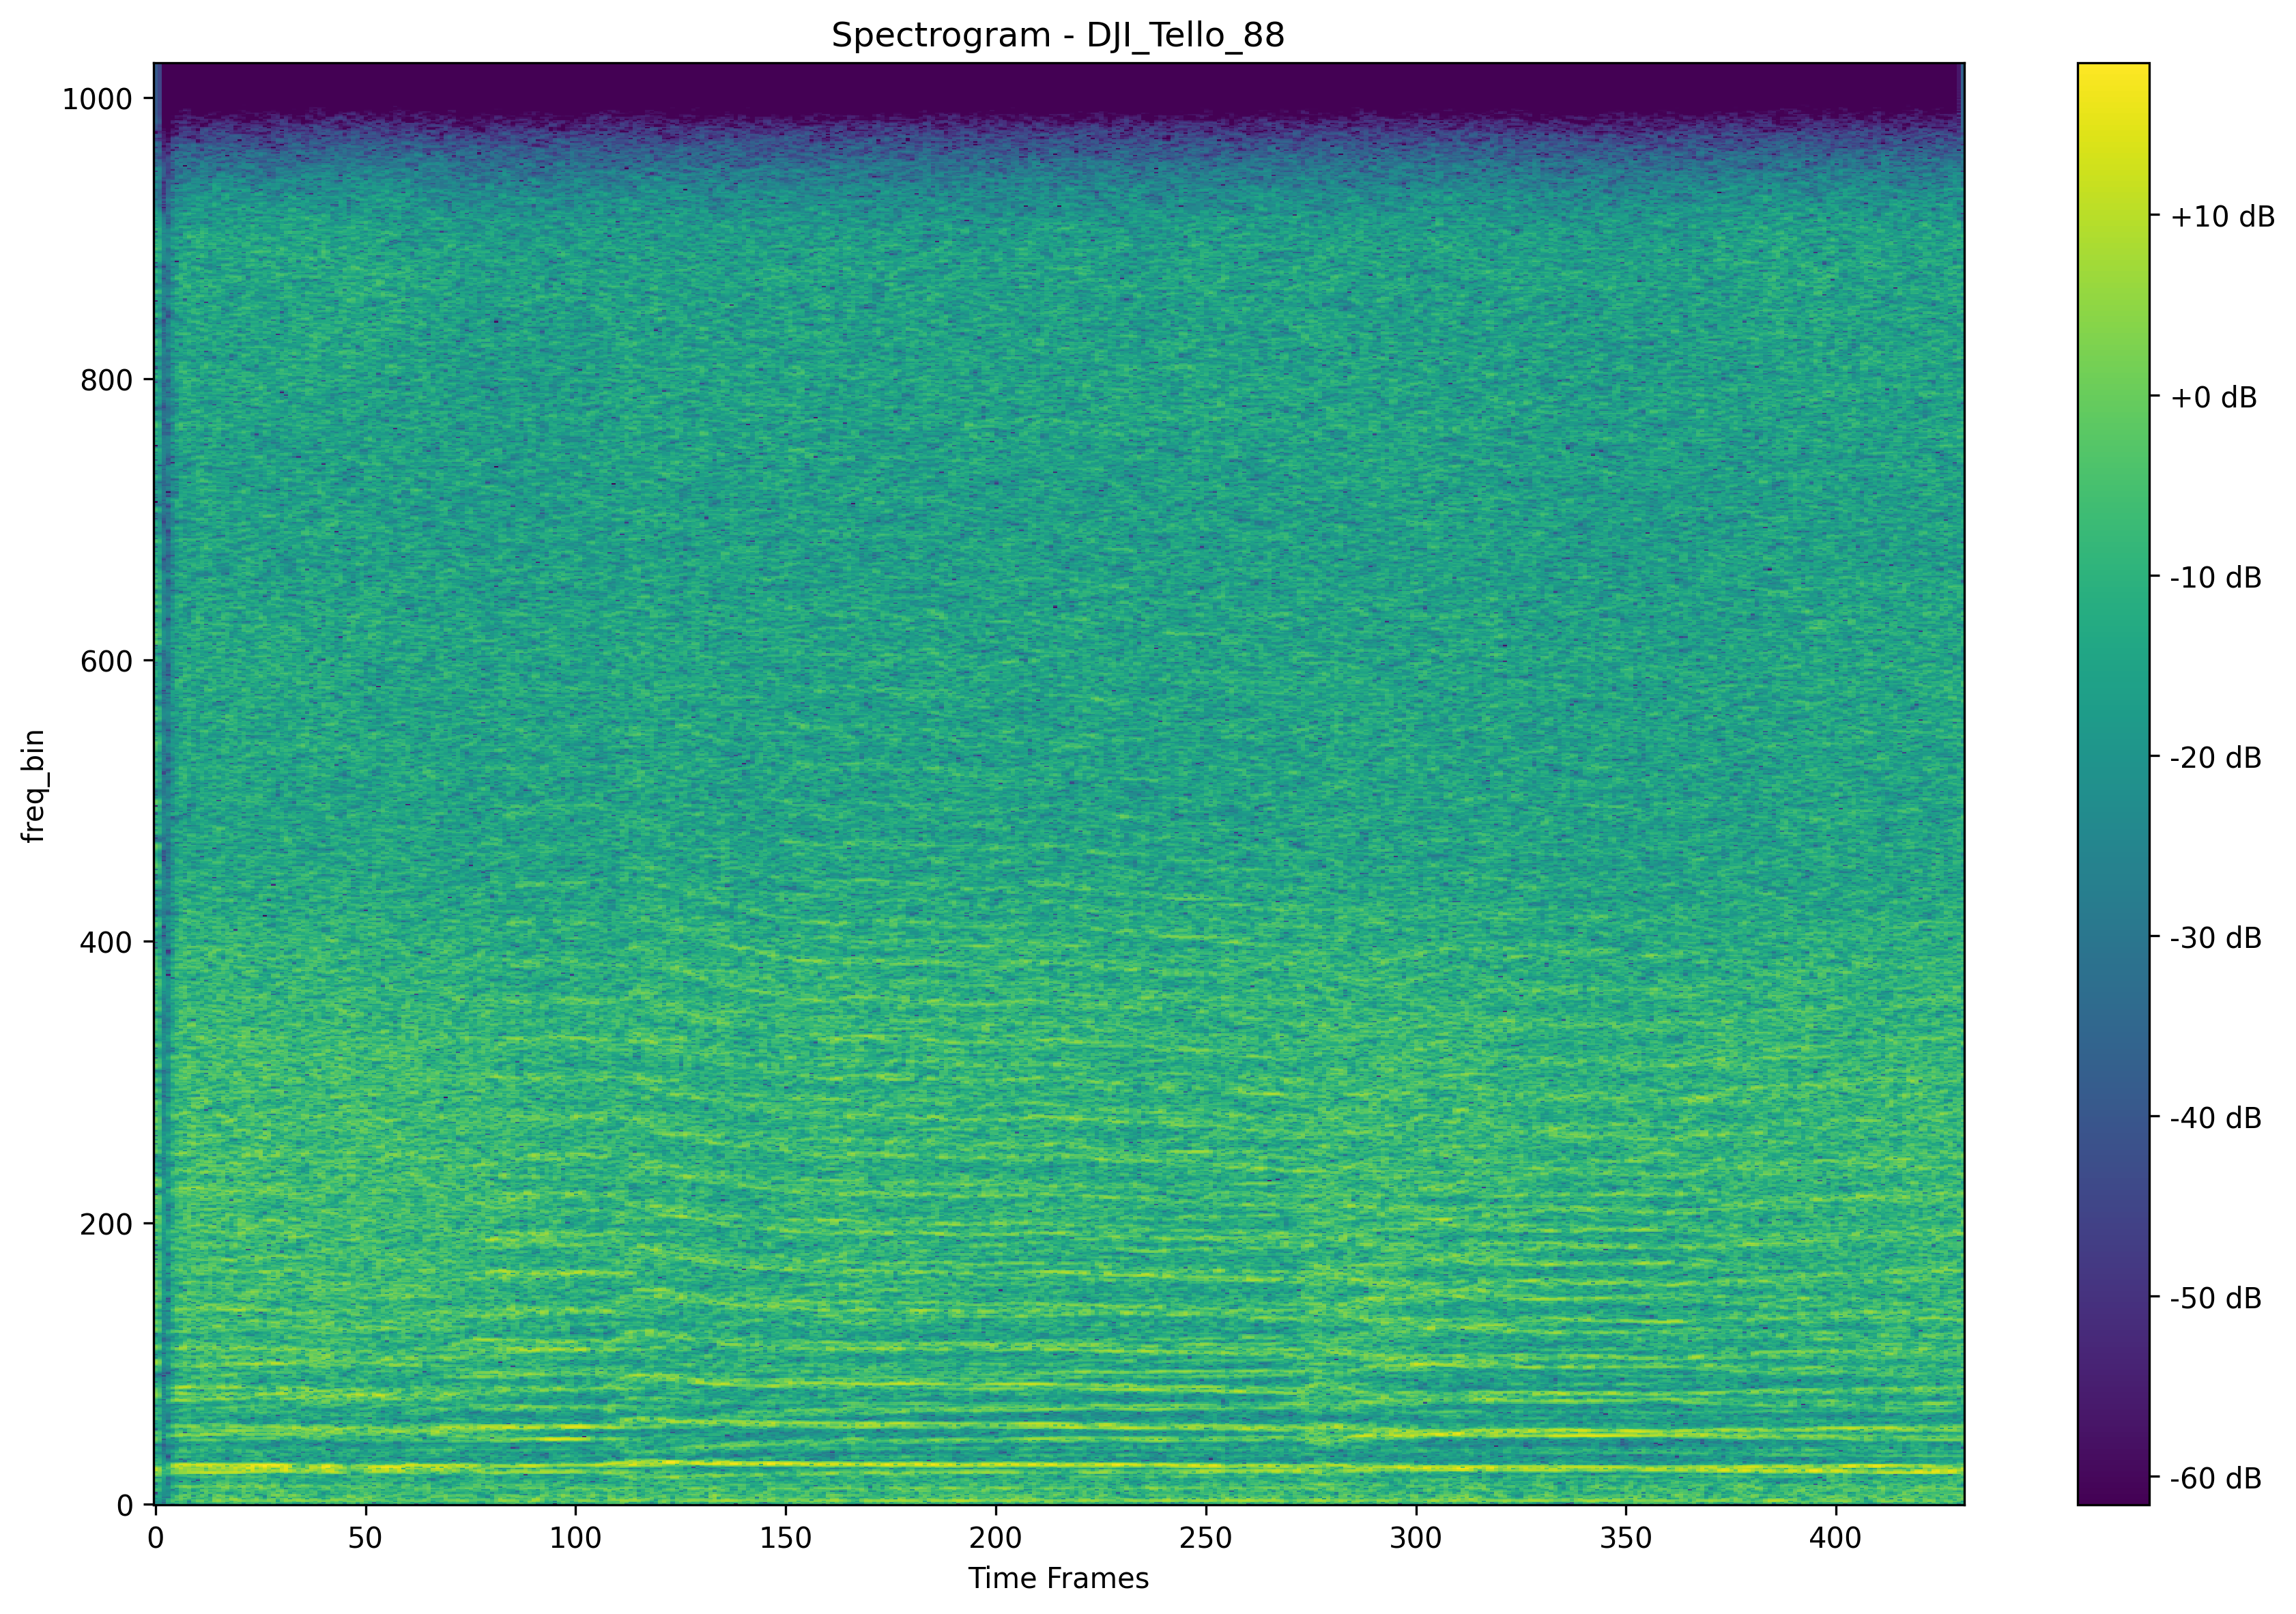 Spectrogram - DJI_Tello_88
1000
800
600
400
200
0
freq_bin
0 50 100 150 200 250 300 350 400
Time Frames
+10 dB
+0 dB
-10 dB
-20 dB
-30 dB
-40 dB
-50 dB
-60 dB